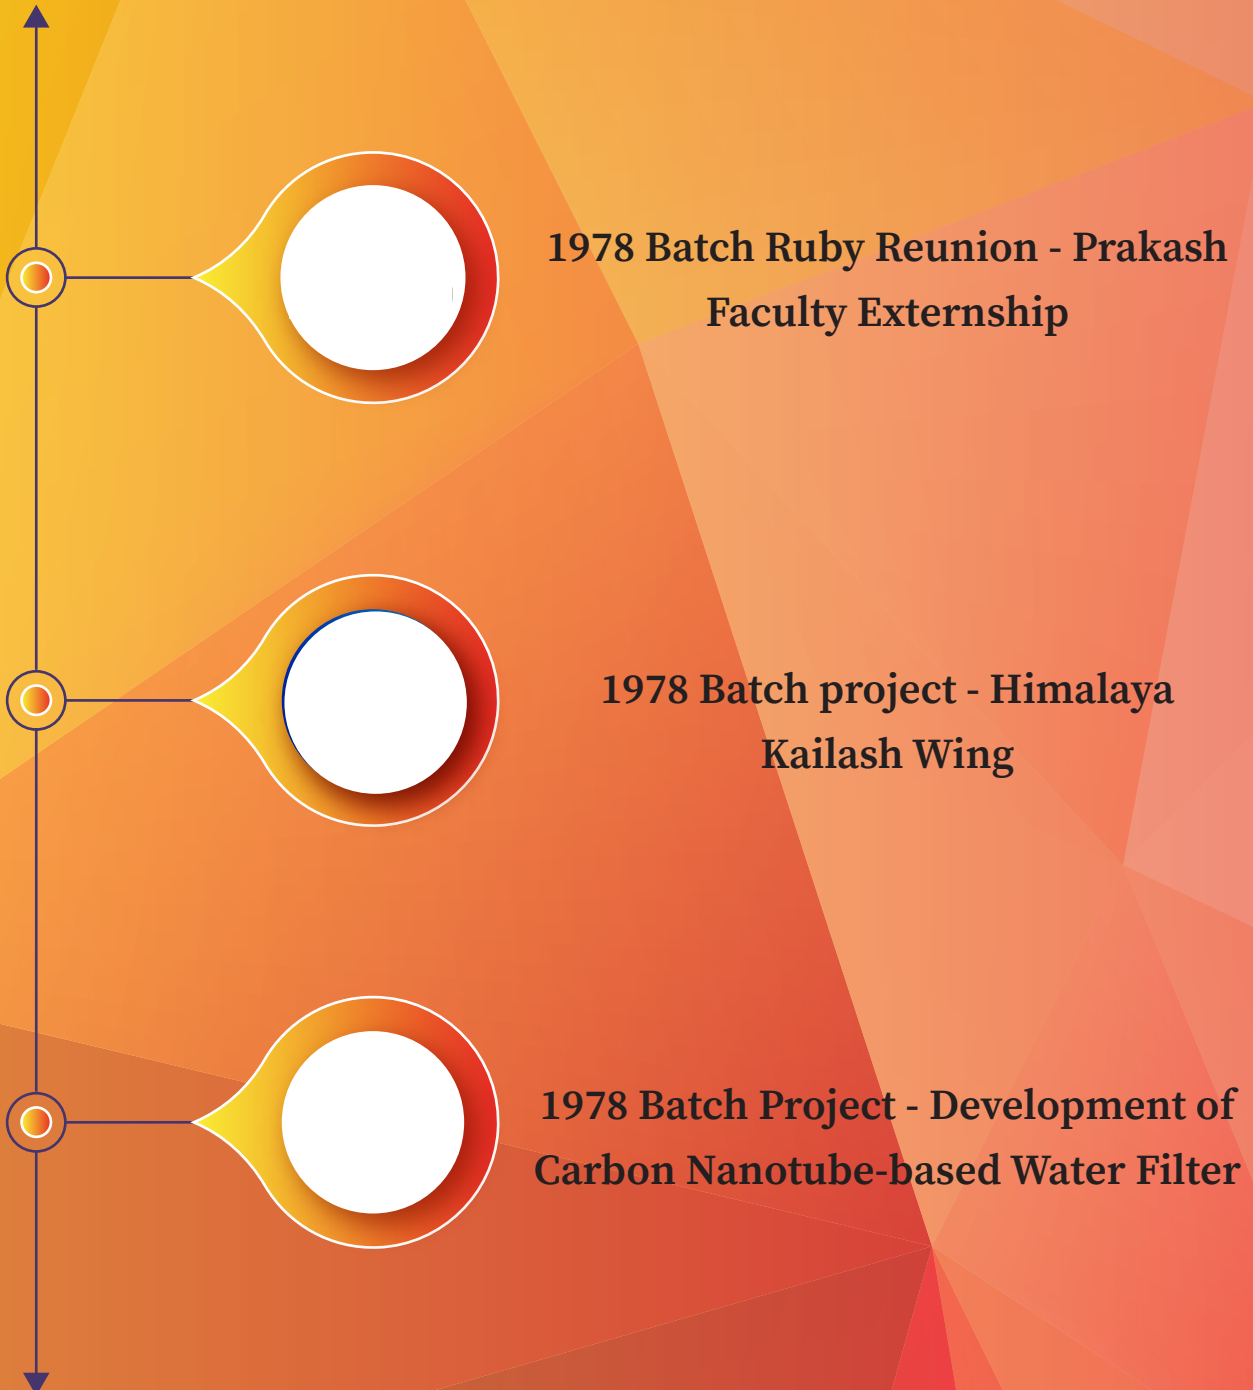 1978 Batch Ruby Reunion - Prakash
Faculty Externship
1978 Batch project - Himalaya
Kailash Wing
1978 Batch Project - Development of
Carbon Nanotube-based Water Filter